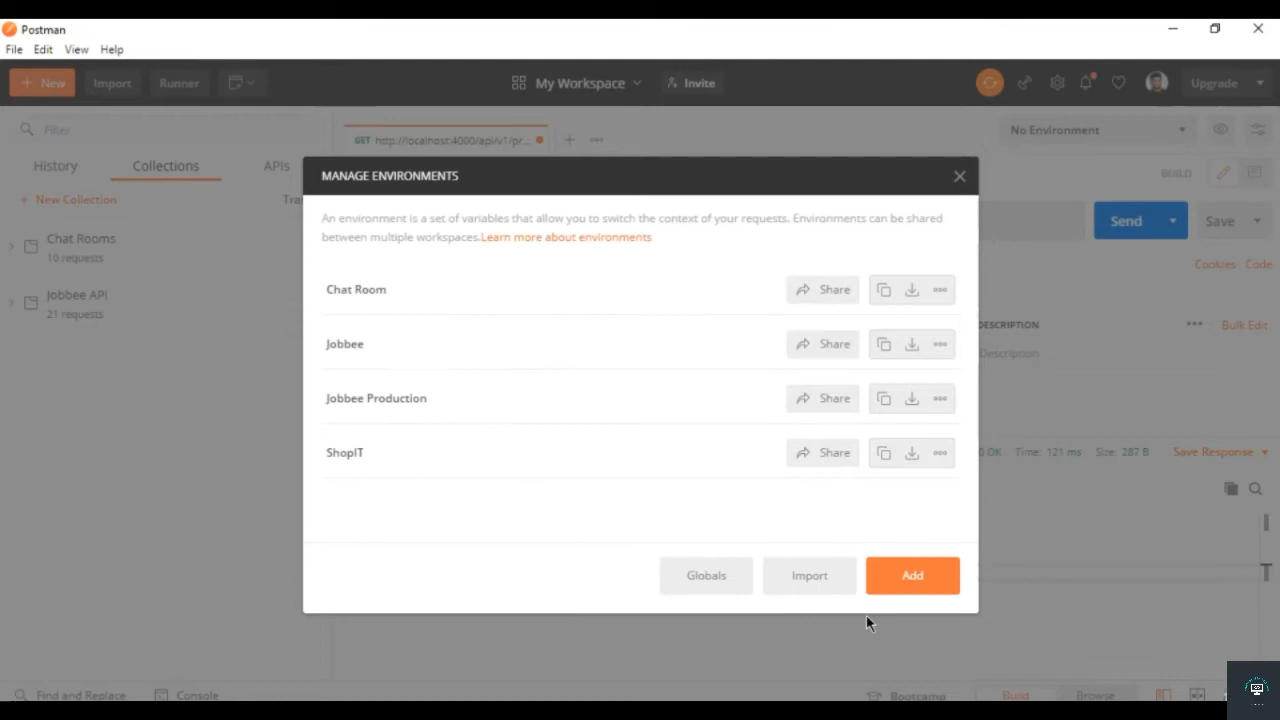 Postman
File Edit View Help
+ New Import Runner My Workspace Invite Upgrade
Filter GET http://localhost:4000/api/v1/pr... No Environment
History Collections APIs
MANAGE ENVIRONMENTS
BUILD
+ New Collection Tra
An environment is a set of variables that allow you to switch the context of your requests. Environments can be shared
between multiple workspaces.Learn more about environments
Send Save
Cookies Code
Chat Rooms
10 requests
Jobbee API
21 requests
Chat Room Share
Jobbee Share
Jobbee Production Share
ShopIT Share
DESCRIPTION Bulk Edit
Description
0 OK Time: 121 ms Size: 287 B Save Response
Globals Import Add
Find and Replace Console Bootcamp Build Browse